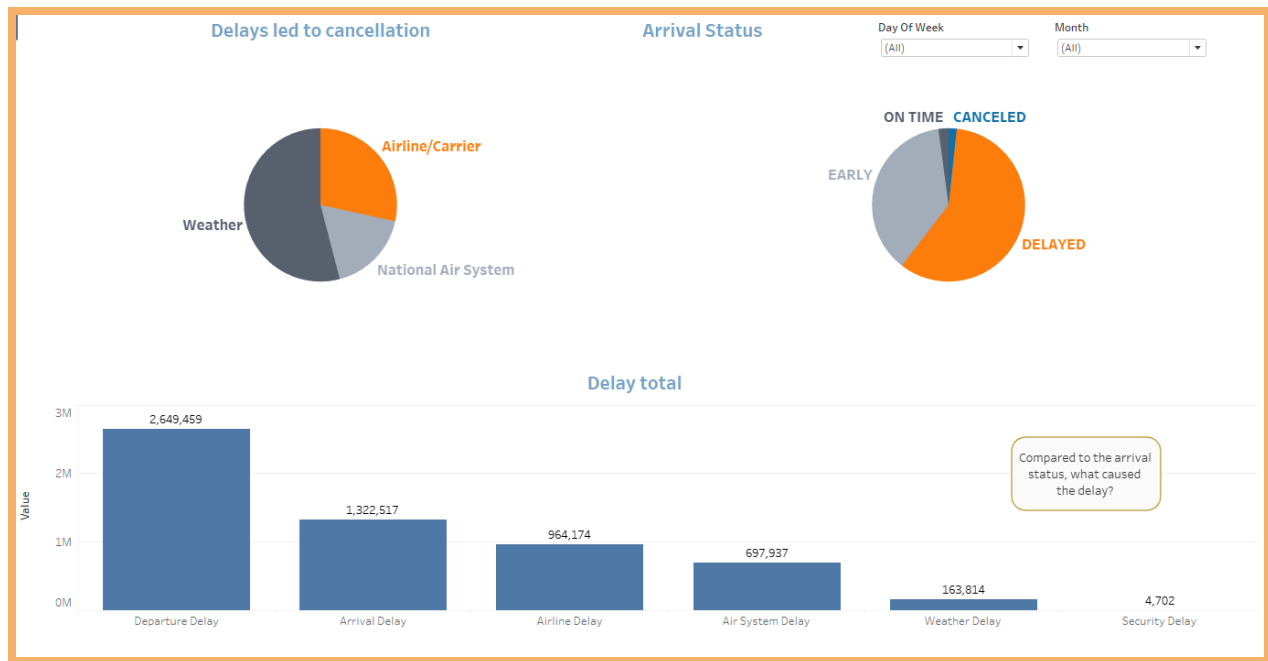 Delays led to cancellation
Arrival Status
Day Of Week
(All)
Month
(All)
Airline/Carrier
Weather
National Air System
ON TIME
CANCELED
EARLY
DELAYED
Delay total
Value
3M
2M
1M
0M
2,649,459
1,322,517
964,174
697,937
163,814
4,702
Compared to the arrival
status, what caused
the delay?
Departure Delay
Arrival Delay
Airline Delay
Air System Delay
Weather Delay
Security Delay